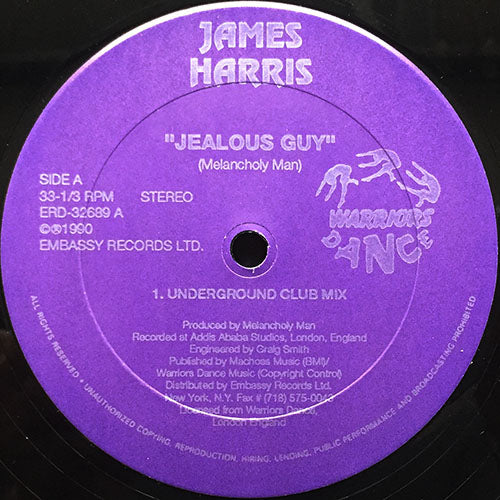 JAMES
HARRIS
"JEALOUS GUY"
(Melancholy Man)
SIDE A
33-1/3 RPM STEREO
ERD-32689 A
©℗1990
EMBASSY RECORDS LTD.
WARRIORS
DANCE
1. UNDERGROUND CLUB MIX
Produced by Melancholy Man
Recorded at Addis Ababa Studios, London, England
Engineered by Craig Smith
Published by Machoss Music (BMI)/
Warriors Dance Music (Copyright Control)
Distributed by Embassy Records Ltd.
New York, N.Y. Fax # (718) 575-0043
Licensed from Warriors Dance,
London England
ALL RIGHTS RESERVED • UNAUTHORIZED COPYING, REPRODUCTION, HIRING, LENDING, PUBLIC PERFORMANCE AND BROADCASTING PROHIBITED